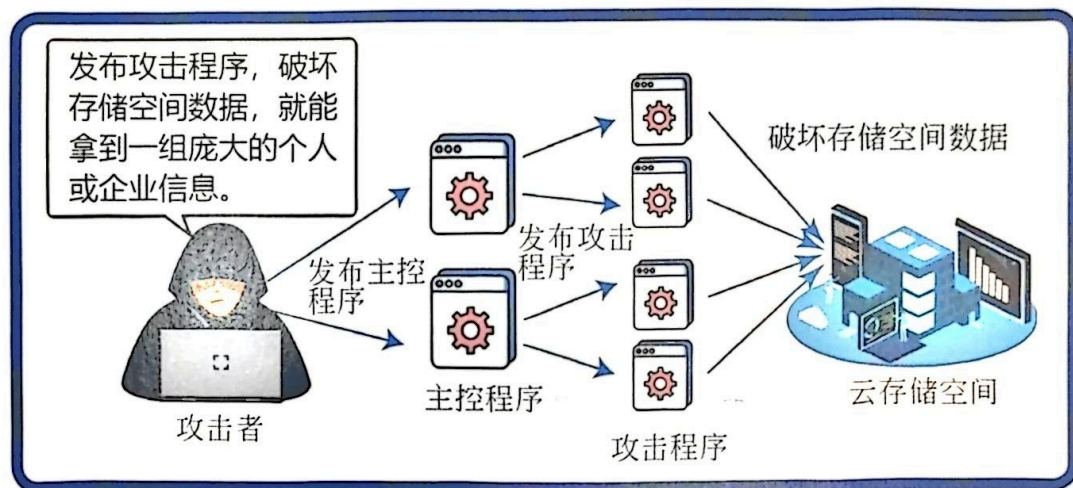 发布攻击程序，破坏
存储空间数据，就能
拿到一组庞大的个人
或企业信息。
破坏存储空间数据
发布攻击
程序
发布主控
程序
主控程序
云存储空间
攻击者
攻击程序